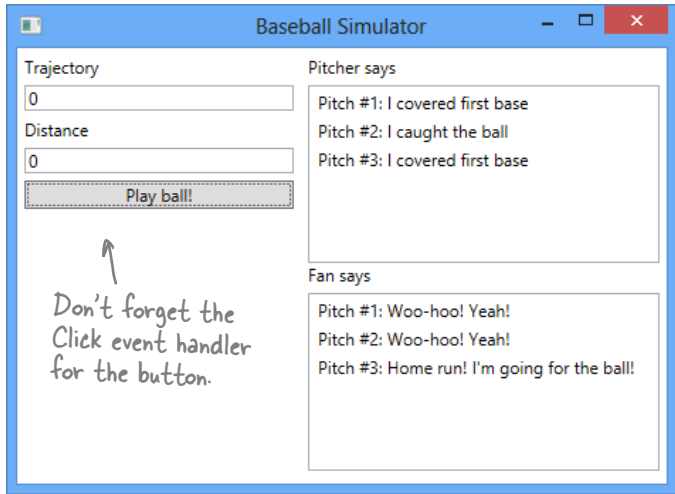 Baseball Simulator
Trajectory
0
Distance
0
Play ball!
Don't forget the
Click event handler
for the button.
Pitcher says
Pitch #1: I covered first base
Pitch #2: I caught the ball
Pitch #3: I covered first base
Fan says
Pitch #1: Woo-hoo! Yeah!
Pitch #2: Woo-hoo! Yeah!
Pitch #3: Home run! I'm going for the ball!